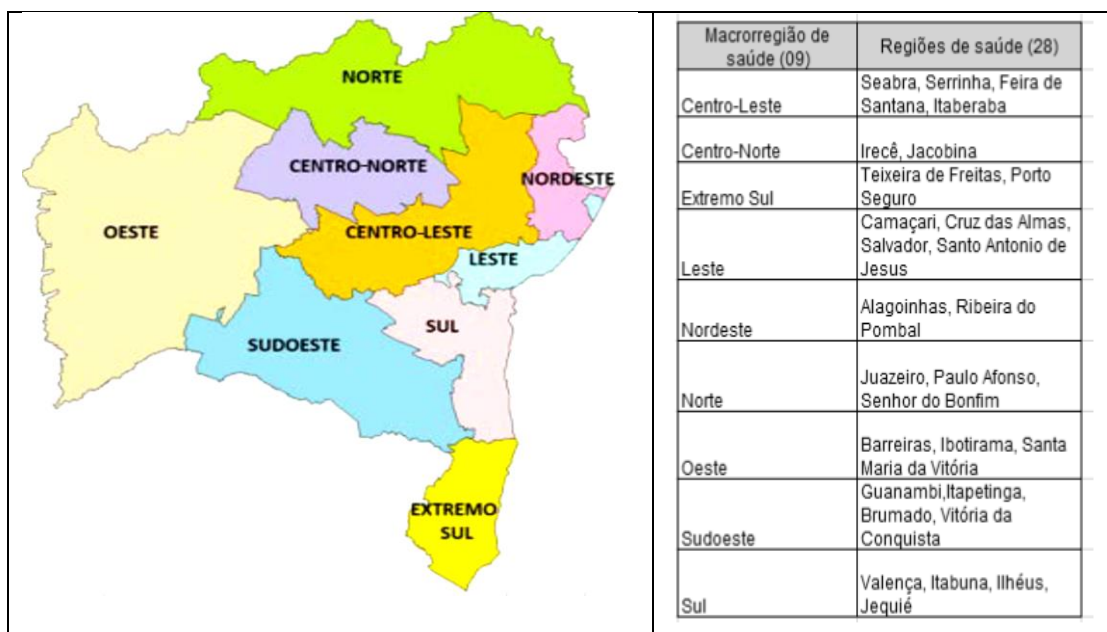 NORTE
CENTRO-NORTE
NORDESTE
OESTE
CENTRO-LESTE
LESTE
SUL
SUDOESTE
EXTREMO
SUL
Macrorregião de
saúde (09)
Regiões de saúde (28)
Centro-Leste
Seabra, Serrinha, Feira de
Santana, Itaberaba
Centro-Norte
Irecê, Jacobina
Extremo Sul
Teixeira de Freitas, Porto
Seguro
Leste
Camaçari, Cruz das Almas,
Salvador, Santo Antonio de
Jesus
Nordeste
Alagoinhas, Ribeira do
Pombal
Norte
Juazeiro, Paulo Afonso,
Senhor do Bonfim
Oeste
Barreiras, Ibotirama, Santa
Maria da Vitória
Sudoeste
Guanambi,Itapetinga,
Brumado, Vitória da
Conquista
Sul
Valença, Itabuna, Ilhéus,
Jequié